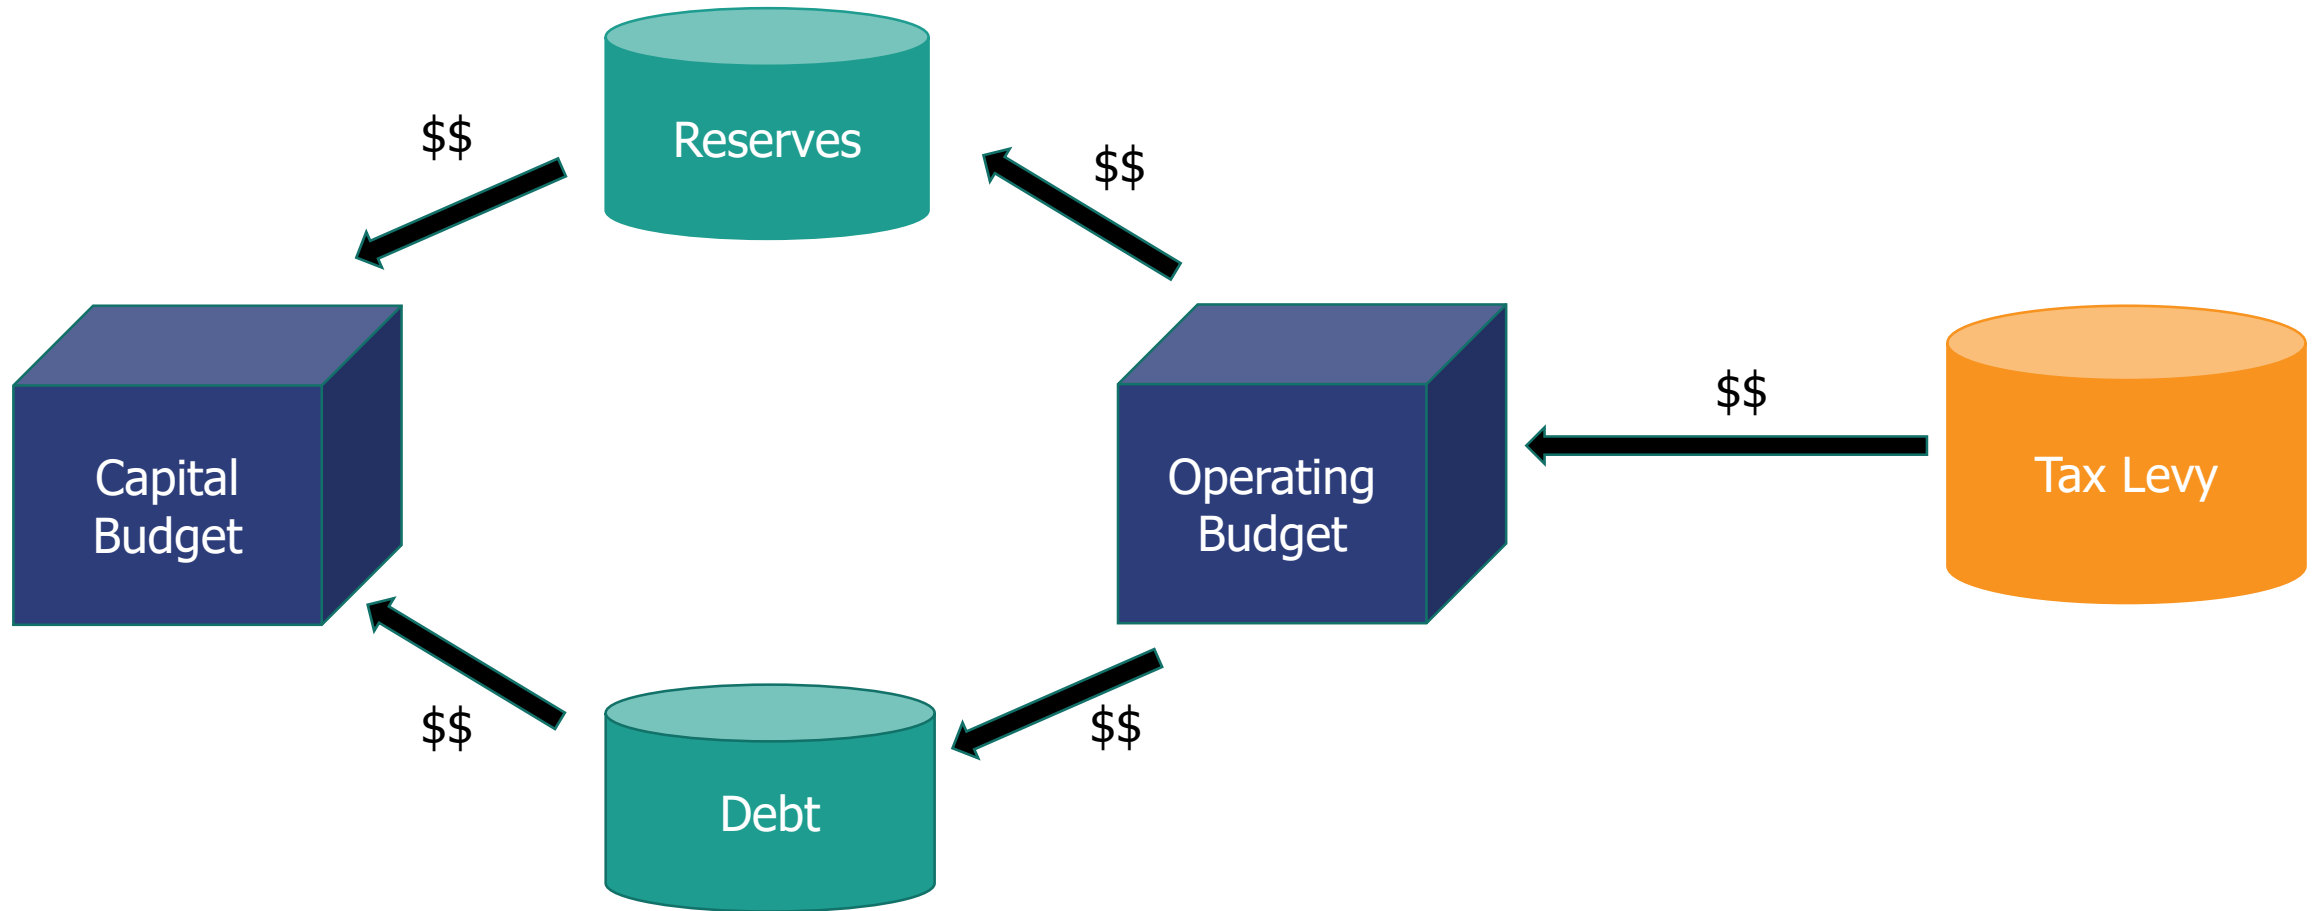 Reserves
$$
$$
Capital
Budget
Operating
Budget
$$
Tax Levy
$$
$$
Debt